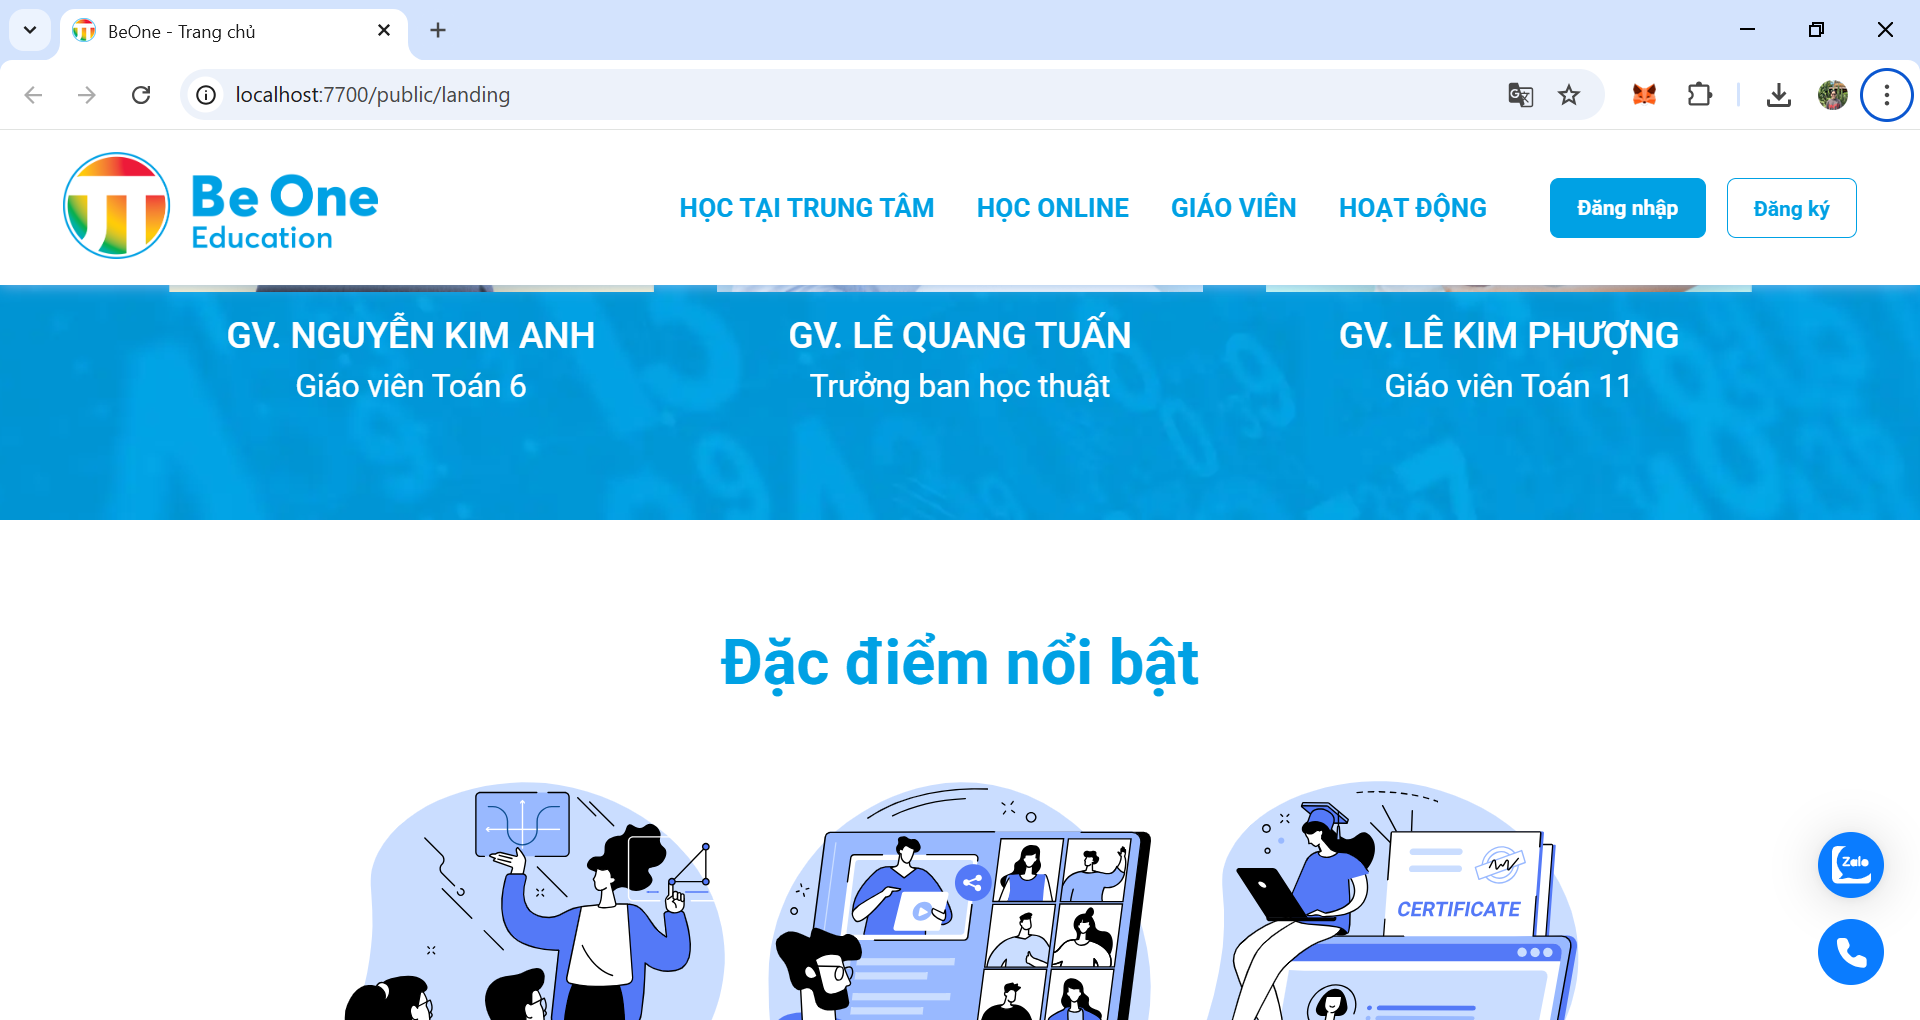 BeOne - Trang chủ
localhost:7700/public/landing
Be One
Education
HỌC TẠI TRUNG TÂM
HỌC ONLINE
GIÁO VIÊN
HOẠT ĐỘNG
Đăng nhập
Đăng ký
GV. NGUYỄN KIM ANH
Giáo viên Toán 6
GV. LÊ QUANG TUẤN
Trưởng ban học thuật
GV. LÊ KIM PHƯỢNG
Giáo viên Toán 11
Đặc điểm nổi bật
CERTIFICATE
Zalo